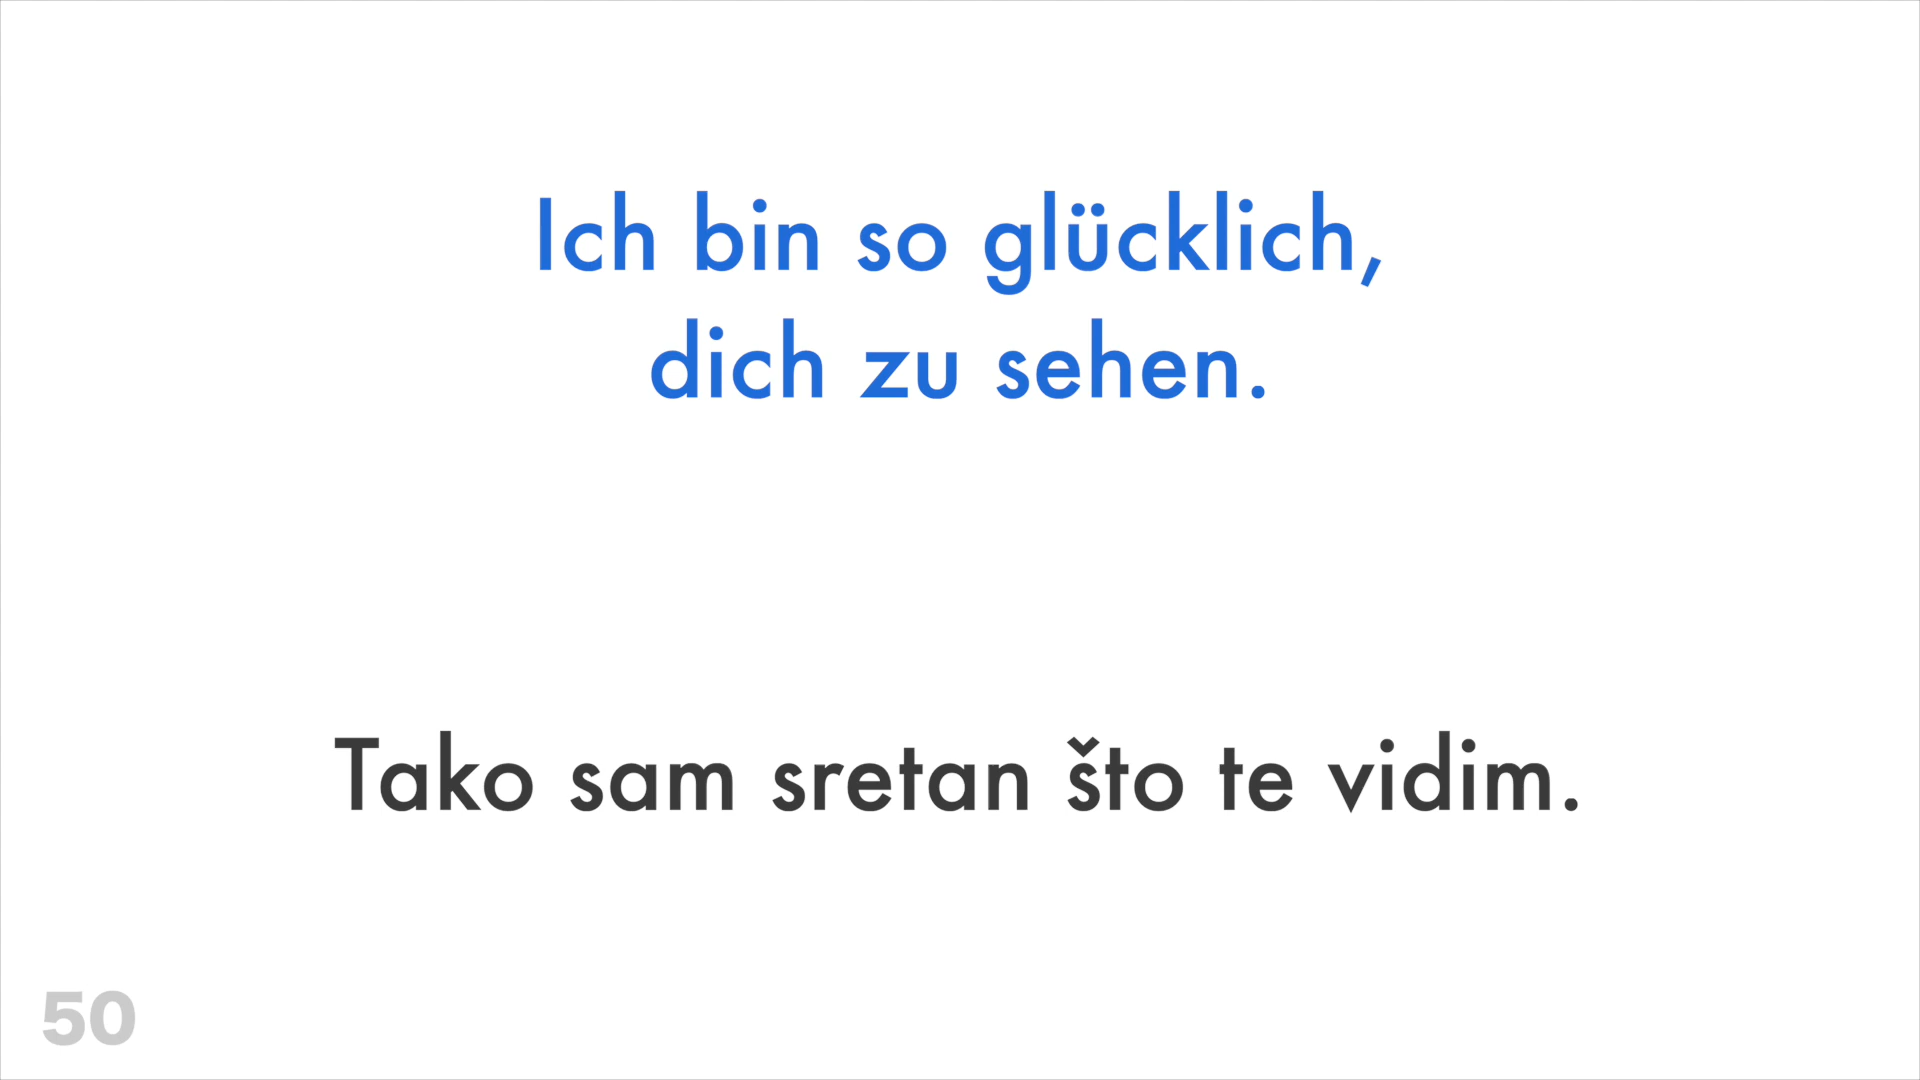 Ich bin so glücklich,
dich zu sehen.
Tako sam sretan što te vidim.
50